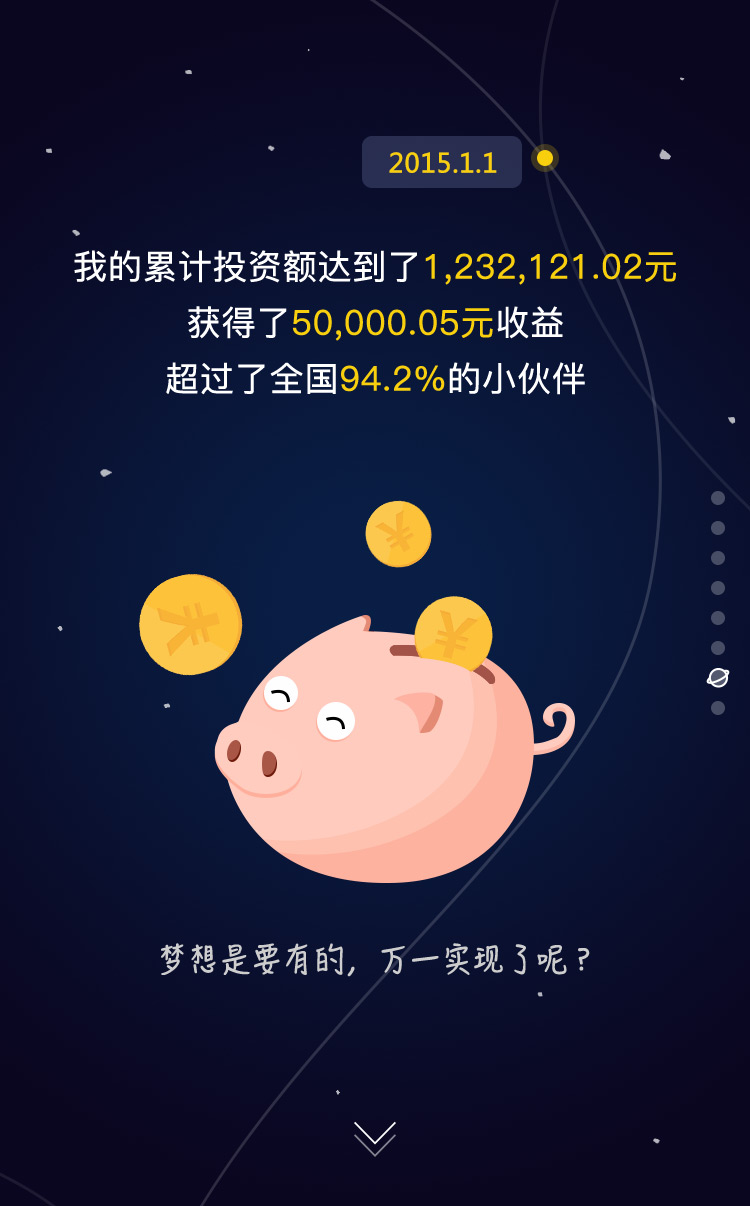 2015.1.1
我的累计投资额达到了1,232,121.02元
获得了50,000.05元收益
超过了全国94.2%的小伙伴
¥
¥
¥
梦想是要有的, 万一实现了呢?